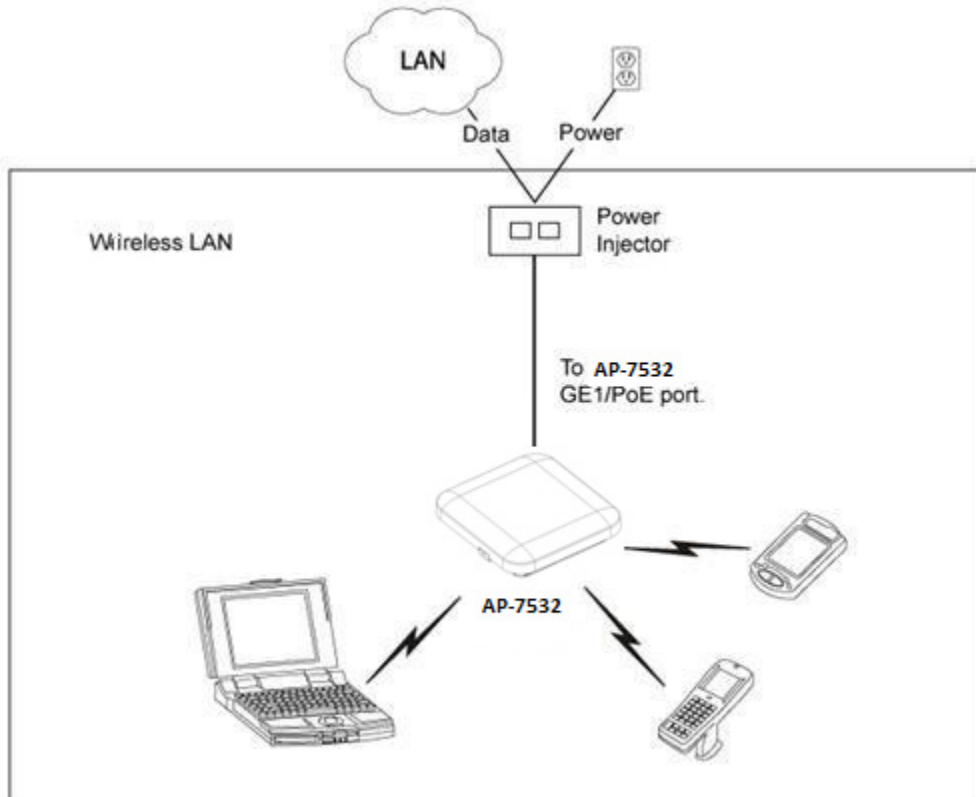 LAN
Data
Power
Power
Injector
Wireless LAN
To AP-7532
GE1/PoE port.
AP-7532